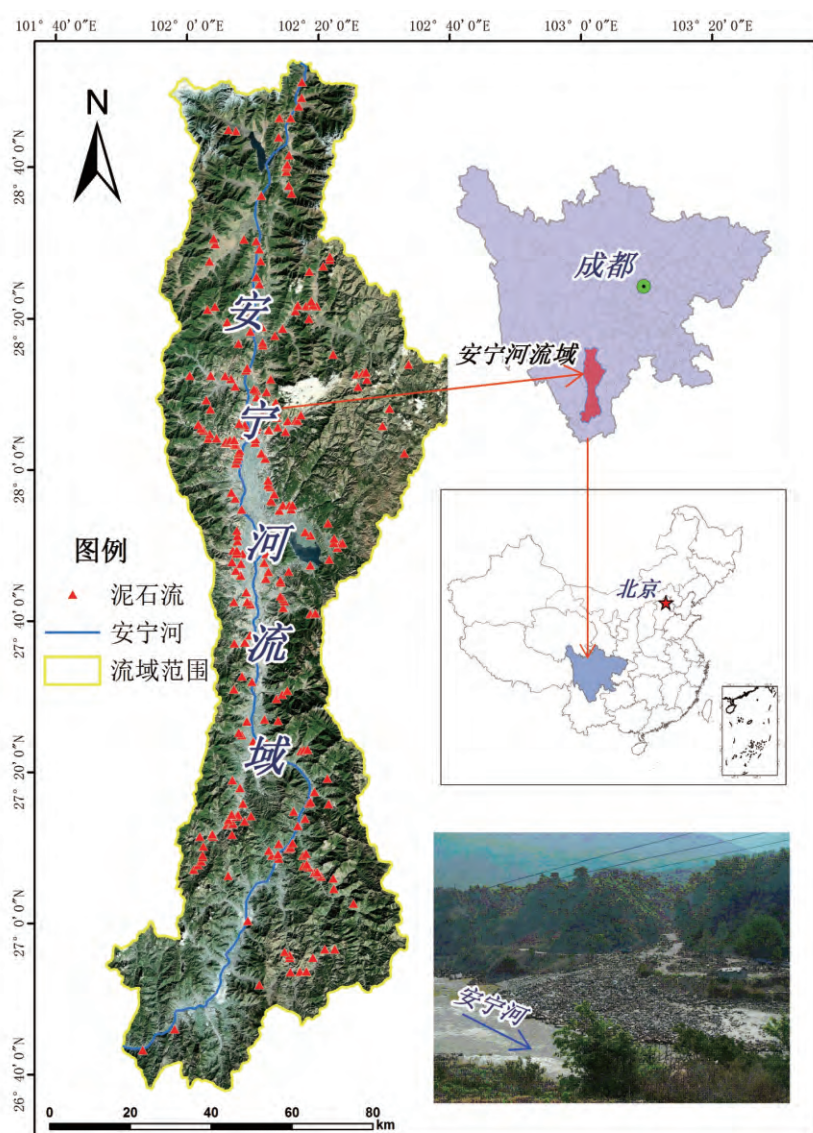 101° 40′ 0″E
102° 0′ 0″E
102° 20′ 0″E
102° 40′ 0″E
103° 0′ 0″E
103° 20′ 0″E
N
28° 40′ 0″N
28° 20′ 0″N
28° 0′ 0″N
27° 40′ 0″N
27° 20′ 0″N
27° 0′ 0″N
26° 40′ 0″N
安
宁
河
流
域
成都
安宁河流域
北京
图例
泥石流
安宁河
流域范围
安宁河
0 20 40 60 80
km